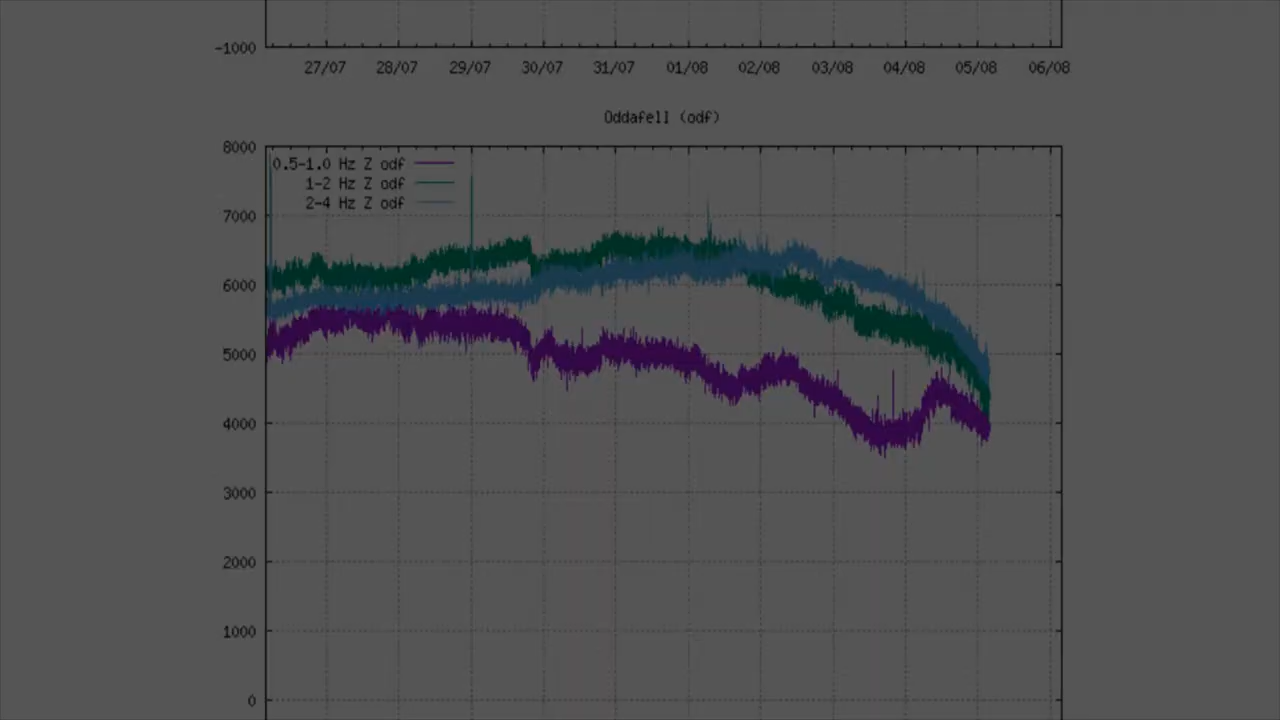 -1000
27/07 28/07 29/07 30/07 31/07 01/08 02/08 03/08 04/08 05/08 06/08
Oddafell (odf)
8000
0.5-1.0 Hz Z odf
1-2 Hz Z odf
2-4 Hz Z odf
7000
6000
5000
4000
3000
2000
1000
0